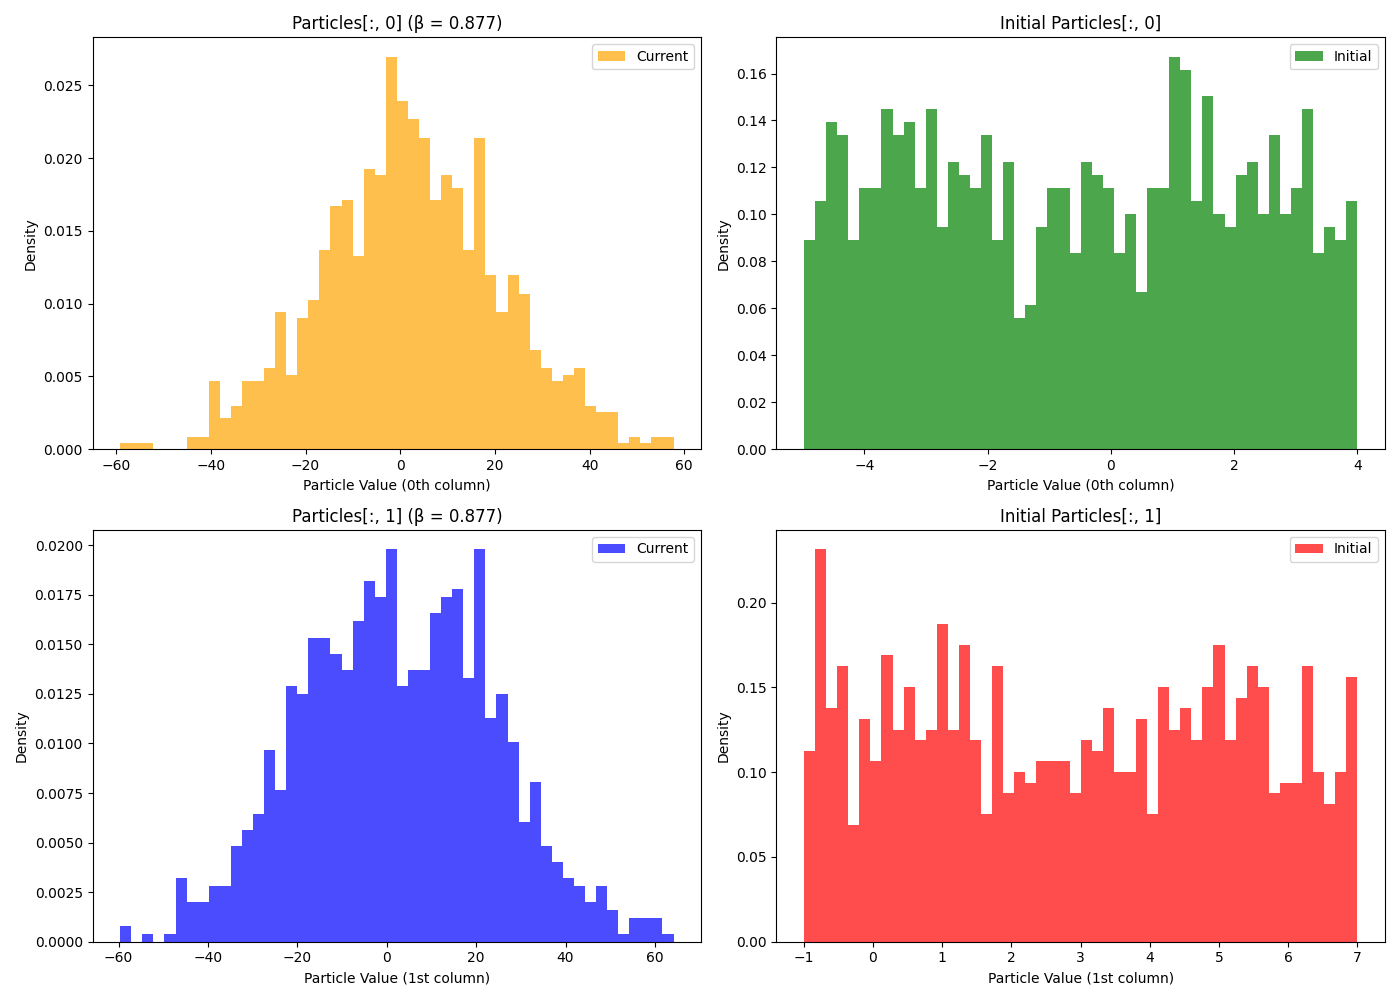 Particles[:, 0] (β = 0.877)
Current
0.025
0.020
0.015
0.010
0.005
0.000
Density
−60 −40 −20 0 20 40 60
Particle Value (0th column)
Initial Particles[:, 0]
Initial
0.16
0.14
0.12
0.10
0.08
0.06
0.04
0.02
0.00
Density
−4 −2 0 2 4
Particle Value (0th column)
Particles[:, 1] (β = 0.877)
Current
0.0200
0.0175
0.0150
0.0125
0.0100
0.0075
0.0050
0.0025
0.0000
Density
−60 −40 −20 0 20 40 60
Particle Value (1st column)
Initial Particles[:, 1]
Initial
0.20
0.15
0.10
0.05
0.00
Density
−1 0 1 2 3 4 5 6 7
Particle Value (1st column)